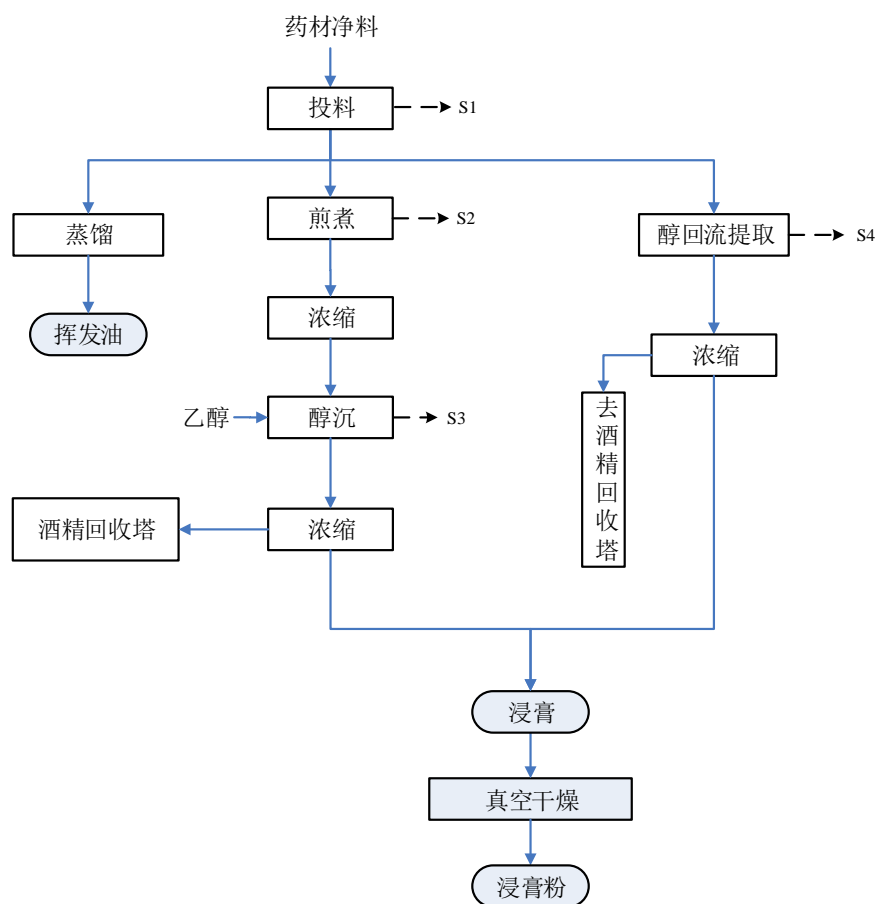 药材净料
投料
S1
蒸馏
煎煮
S2
醇回流提取
S4
挥发油
浓缩
浓缩
乙醇
醇沉
S3
去酒精回收塔
酒精回收塔
浓缩
浸膏
真空干燥
浸膏粉